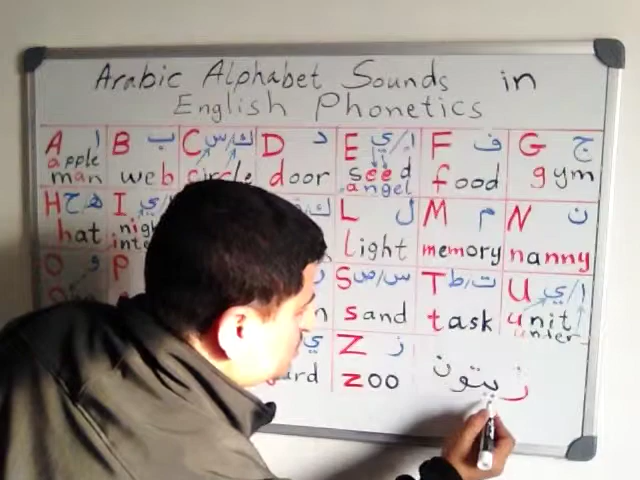 Arabic Alphabet Sounds in
English Phonetics
A ا B ب C س/ك D د E ي/ا F ف G ج
apple
man web circle door seed
angel food gym
H ح/ه I L ل M م N ن
hat light memory nanny
O و P S ص/س T ط/ت U ي/ا
sand task unit
under
ي Z ز
zoo زيتون